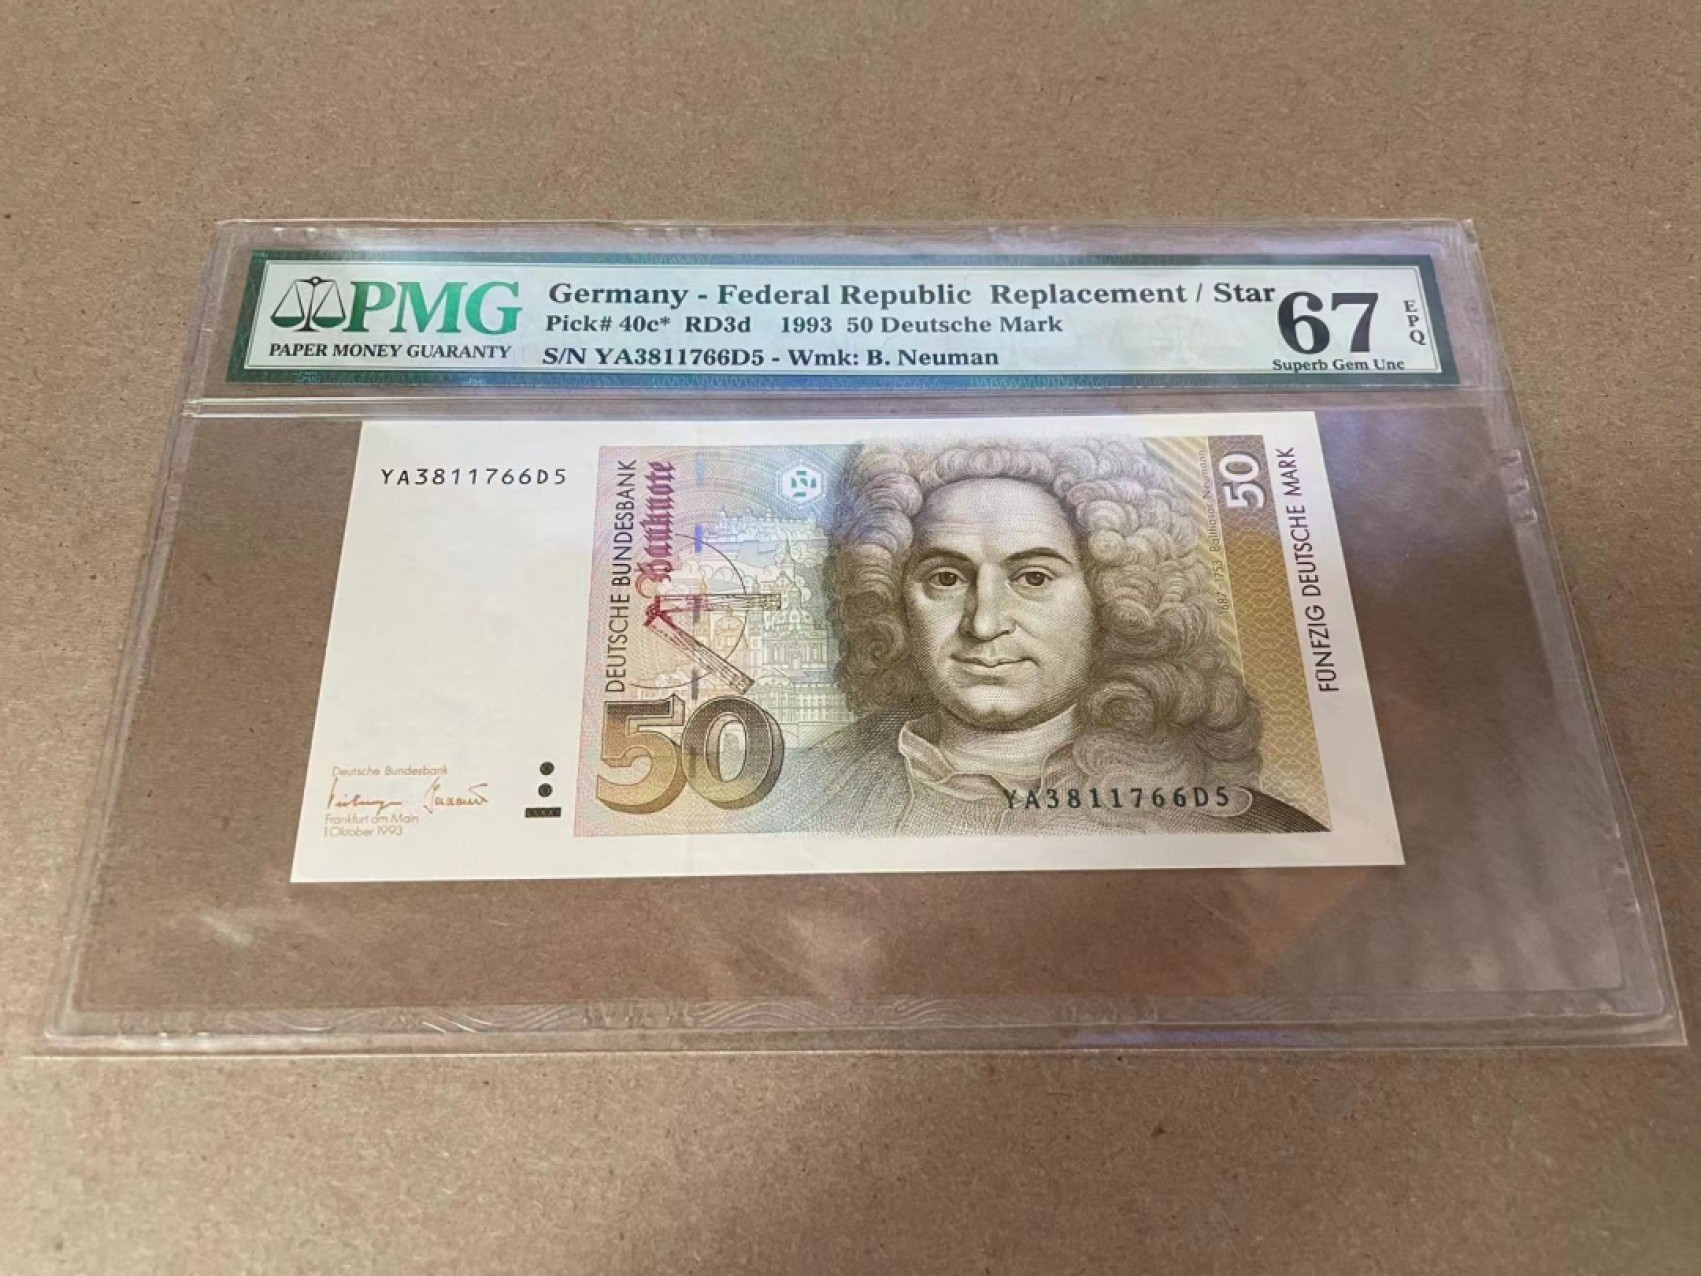 PMG
PAPER MONEY GUARANTY
Germany - Federal Republic Replacement / Star
Pick# 40c* RD3d 1993 50 Deutsche Mark
S/N YA3811766D5 - Wmk: B. Neuman
67
EPQ
Superb Gem Unc
YA3811766D5
DEUTSCHE BUNDESBANK
Banknote
50
1687-1753 Balthasar Neumann
50
FÜNFZIG DEUTSCHE MARK
Deutsche Bundesbank
Frankfurt am Main
1.Oktober 1993
YA3811766D5